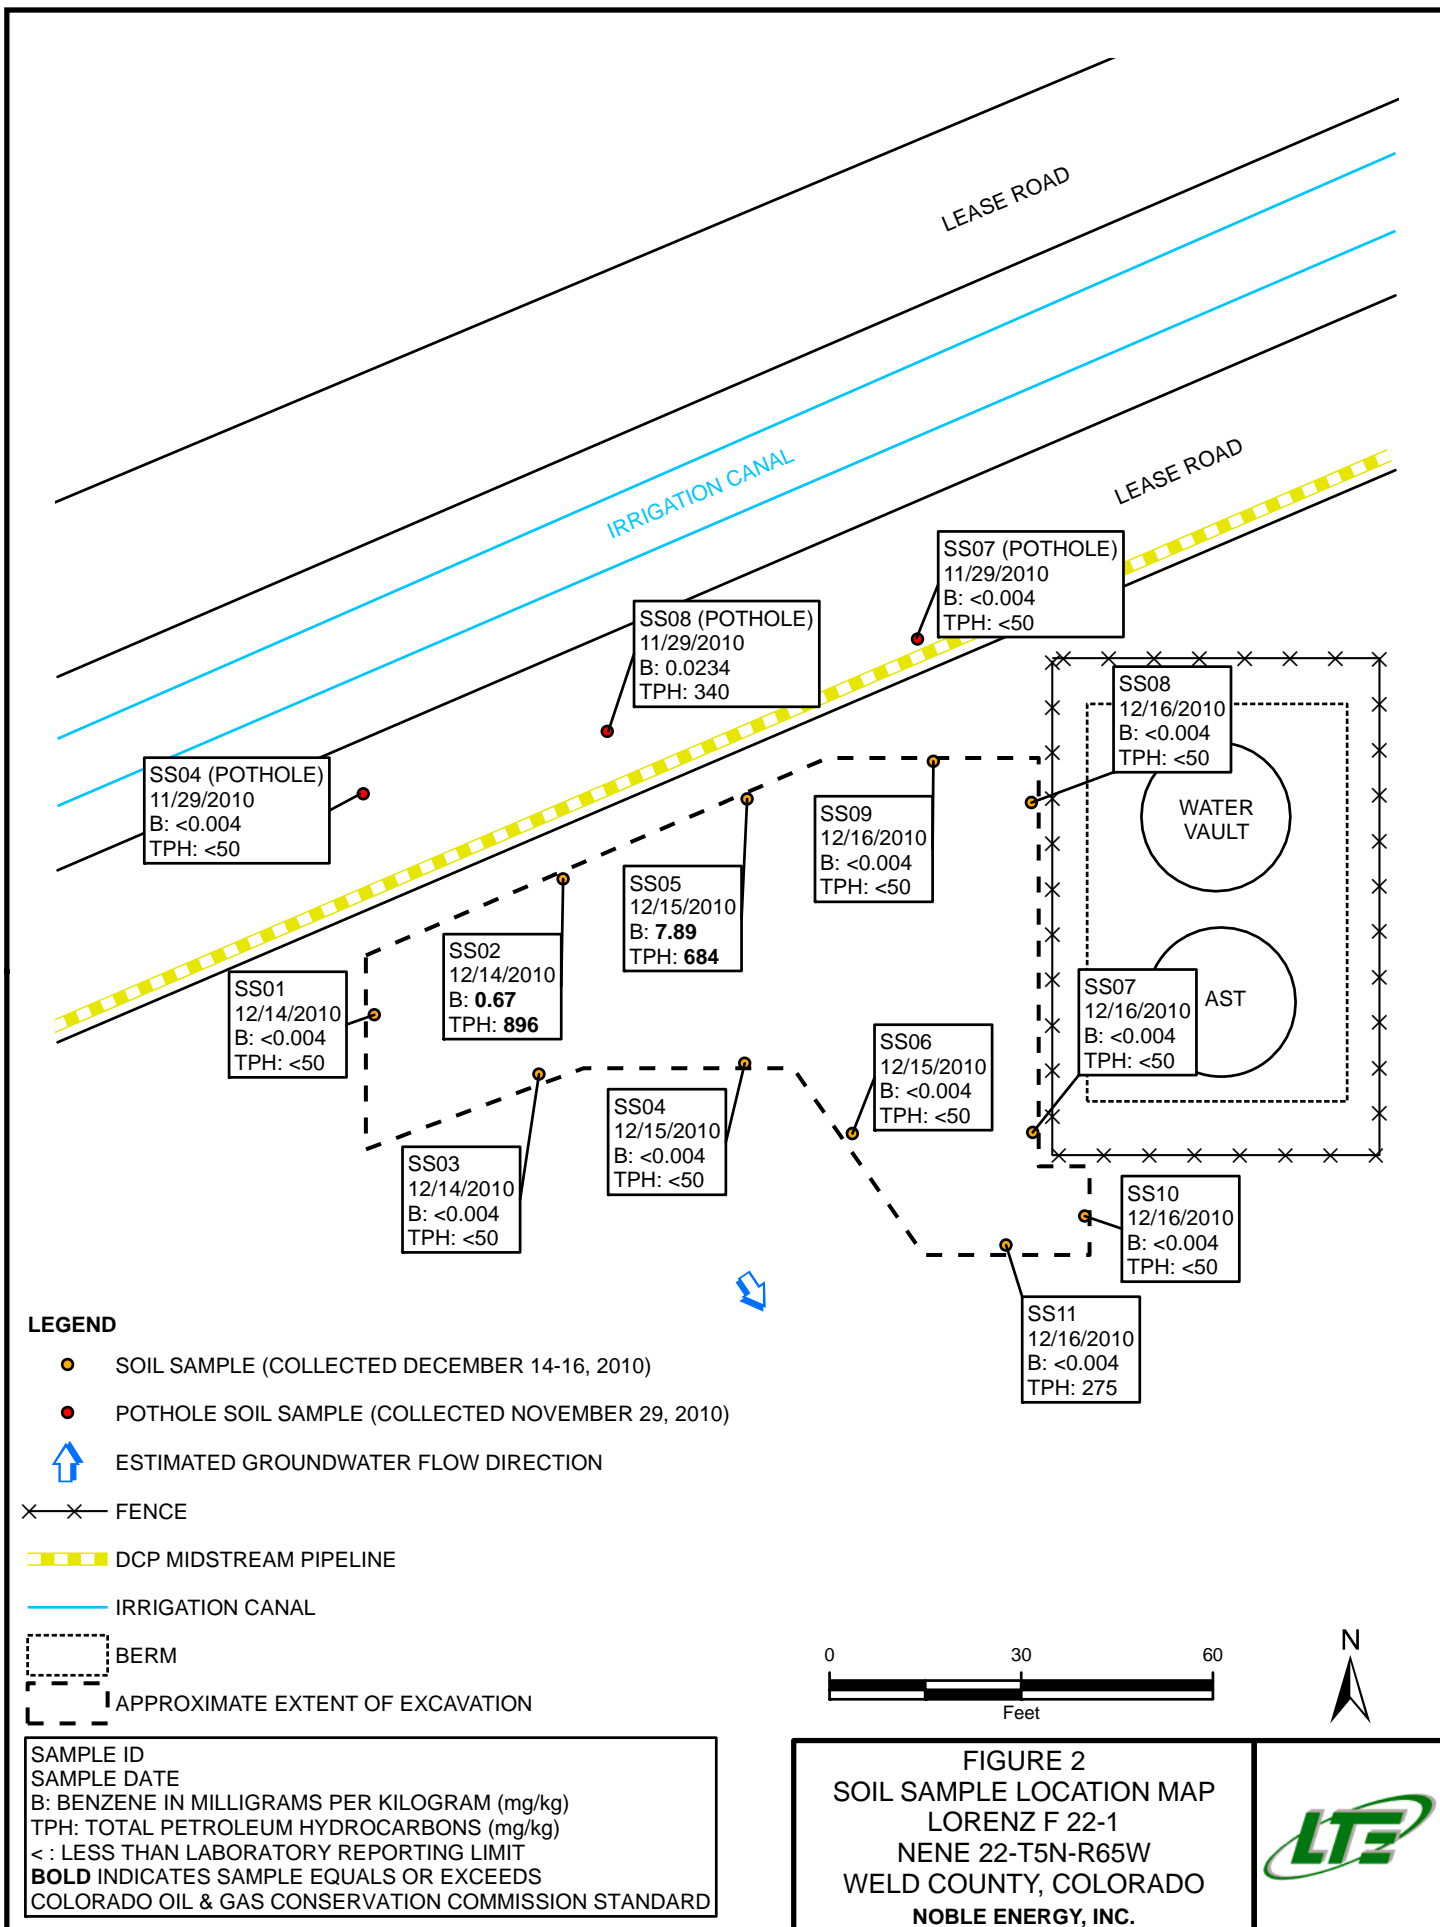 LEASE ROAD
IRRIGATION CANAL
LEASE ROAD
SS07 (POTHOLE)
11/29/2010
B: <0.004
TPH: <50
SS08 (POTHOLE)
11/29/2010
B: 0.0234
TPH: 340
SS04 (POTHOLE)
11/29/2010
B: <0.004
TPH: <50
SS08
12/16/2010
B: <0.004
TPH: <50
WATER
VAULT
SS09
12/16/2010
B: <0.004
TPH: <50
SS05
12/15/2010
B: 7.89
TPH: 684
SS02
12/14/2010
B: 0.67
TPH: 896
SS01
12/14/2010
B: <0.004
TPH: <50
SS07
12/16/2010
B: <0.004
TPH: <50
AST
SS06
12/15/2010
B: <0.004
TPH: <50
SS04
12/15/2010
B: <0.004
TPH: <50
SS03
12/14/2010
B: <0.004
TPH: <50
SS10
12/16/2010
B: <0.004
TPH: <50
SS11
12/16/2010
B: <0.004
TPH: 275
LEGEND
SOIL SAMPLE (COLLECTED DECEMBER 14-16, 2010)
POTHOLE SOIL SAMPLE (COLLECTED NOVEMBER 29, 2010)
ESTIMATED GROUNDWATER FLOW DIRECTION
FENCE
DCP MIDSTREAM PIPELINE
IRRIGATION CANAL
BERM
APPROXIMATE EXTENT OF EXCAVATION
0 30 60
Feet
N
SAMPLE ID
SAMPLE DATE
B: BENZENE IN MILLIGRAMS PER KILOGRAM (mg/kg)
TPH: TOTAL PETROLEUM HYDROCARBONS (mg/kg)
< : LESS THAN LABORATORY REPORTING LIMIT
BOLD INDICATES SAMPLE EQUALS OR EXCEEDS
COLORADO OIL & GAS CONSERVATION COMMISSION STANDARD
FIGURE 2
SOIL SAMPLE LOCATION MAP
LORENZ F 22-1
NENE 22-T5N-R65W
WELD COUNTY, COLORADO
NOBLE ENERGY, INC.
LTE